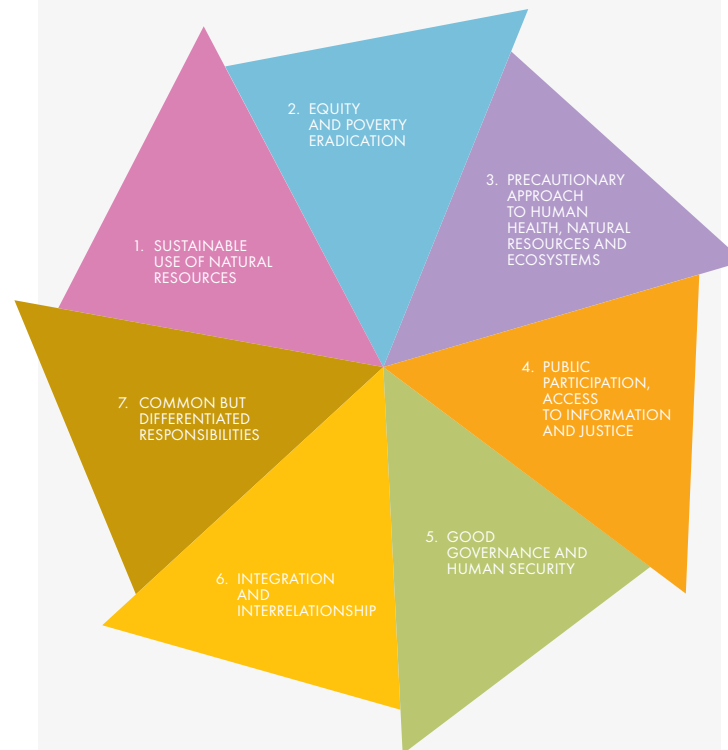 1. SUSTAINABLE
USE OF NATURAL
RESOURCES
2. EQUITY
AND POVERTY
ERADICATION
3. PRECAUTIONARY
APPROACH
TO HUMAN
HEALTH, NATURAL
RESOURCES AND
ECOSYSTEMS
4. PUBLIC
PARTICIPATION,
ACCESS
TO INFORMATION
AND JUSTICE
5. GOOD
GOVERNANCE AND
HUMAN SECURITY
6. INTEGRATION
AND
INTERRELATIONSHIP
7. COMMON BUT
DIFFERENTIATED
RESPONSIBILITIES